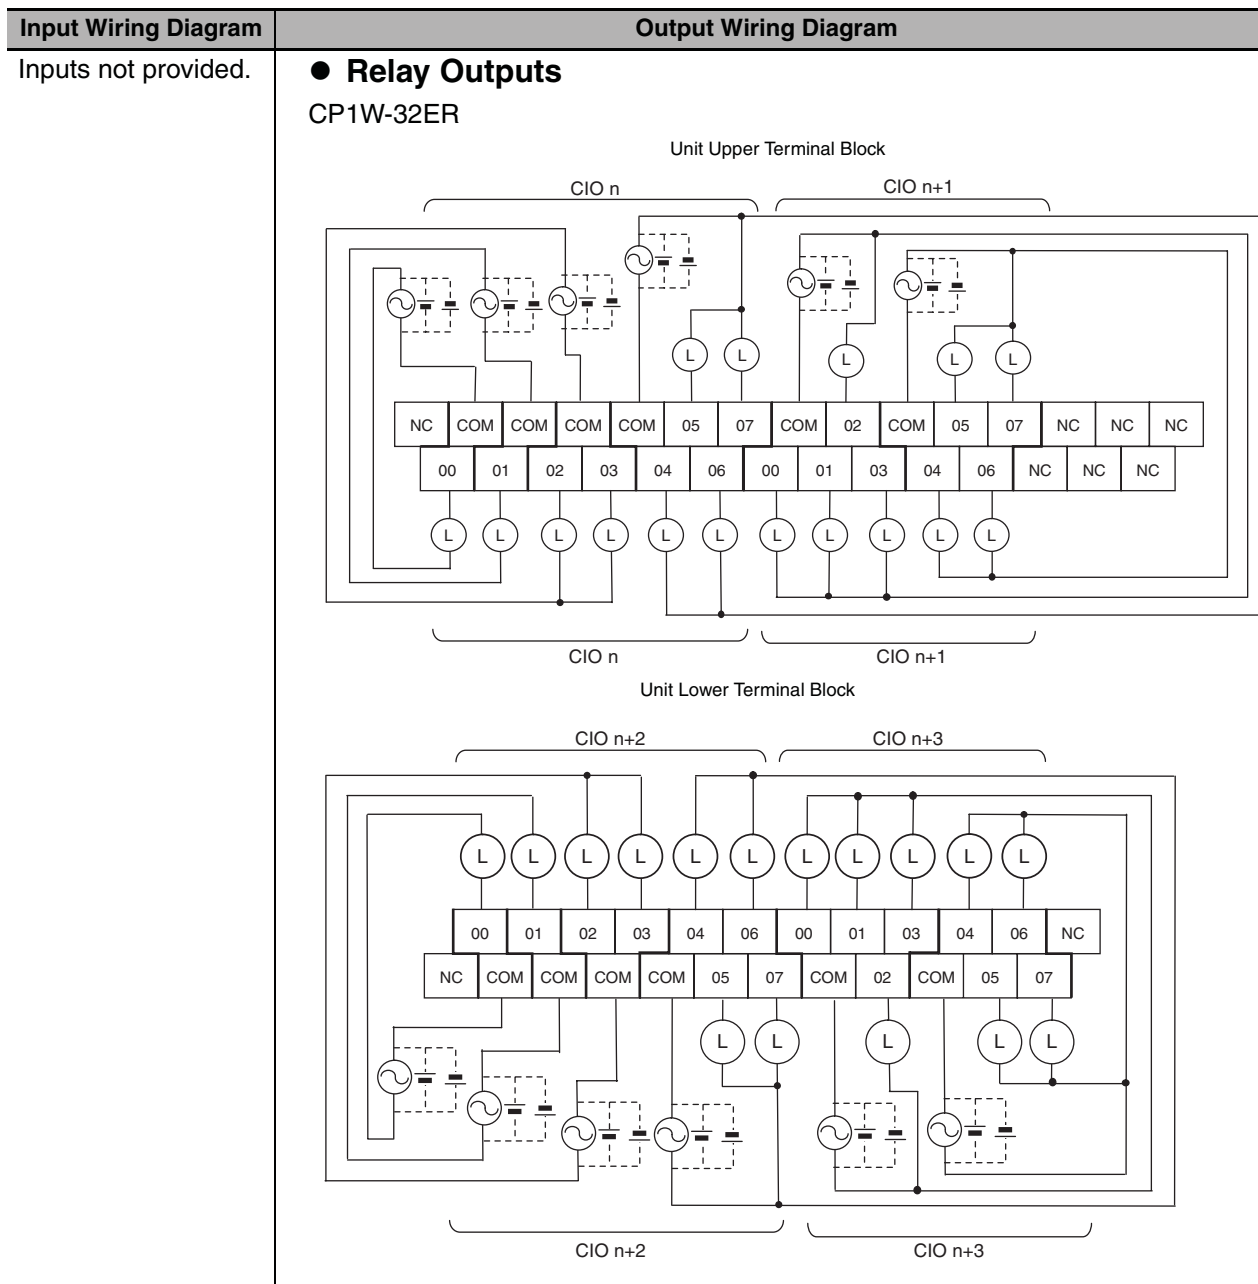 Input Wiring Diagram Output Wiring Diagram
Inputs not provided.
● Relay Outputs
CP1W-32ER
Unit Upper Terminal Block
CIO n CIO n+1
L L L L L
NC COM COM COM COM 05 07 COM 02 COM 05 07 NC NC NC
00 01 02 03 04 06 00 01 03 04 06 NC NC NC
L L L L L L L L L L L
CIO n CIO n+1
Unit Lower Terminal Block
CIO n+2 CIO n+3
L L L L L L L L L L L
00 01 02 03 04 06 00 01 03 04 06 NC
NC COM COM COM COM 05 07 COM 02 COM 05 07
L L L L L
CIO n+2 CIO n+3